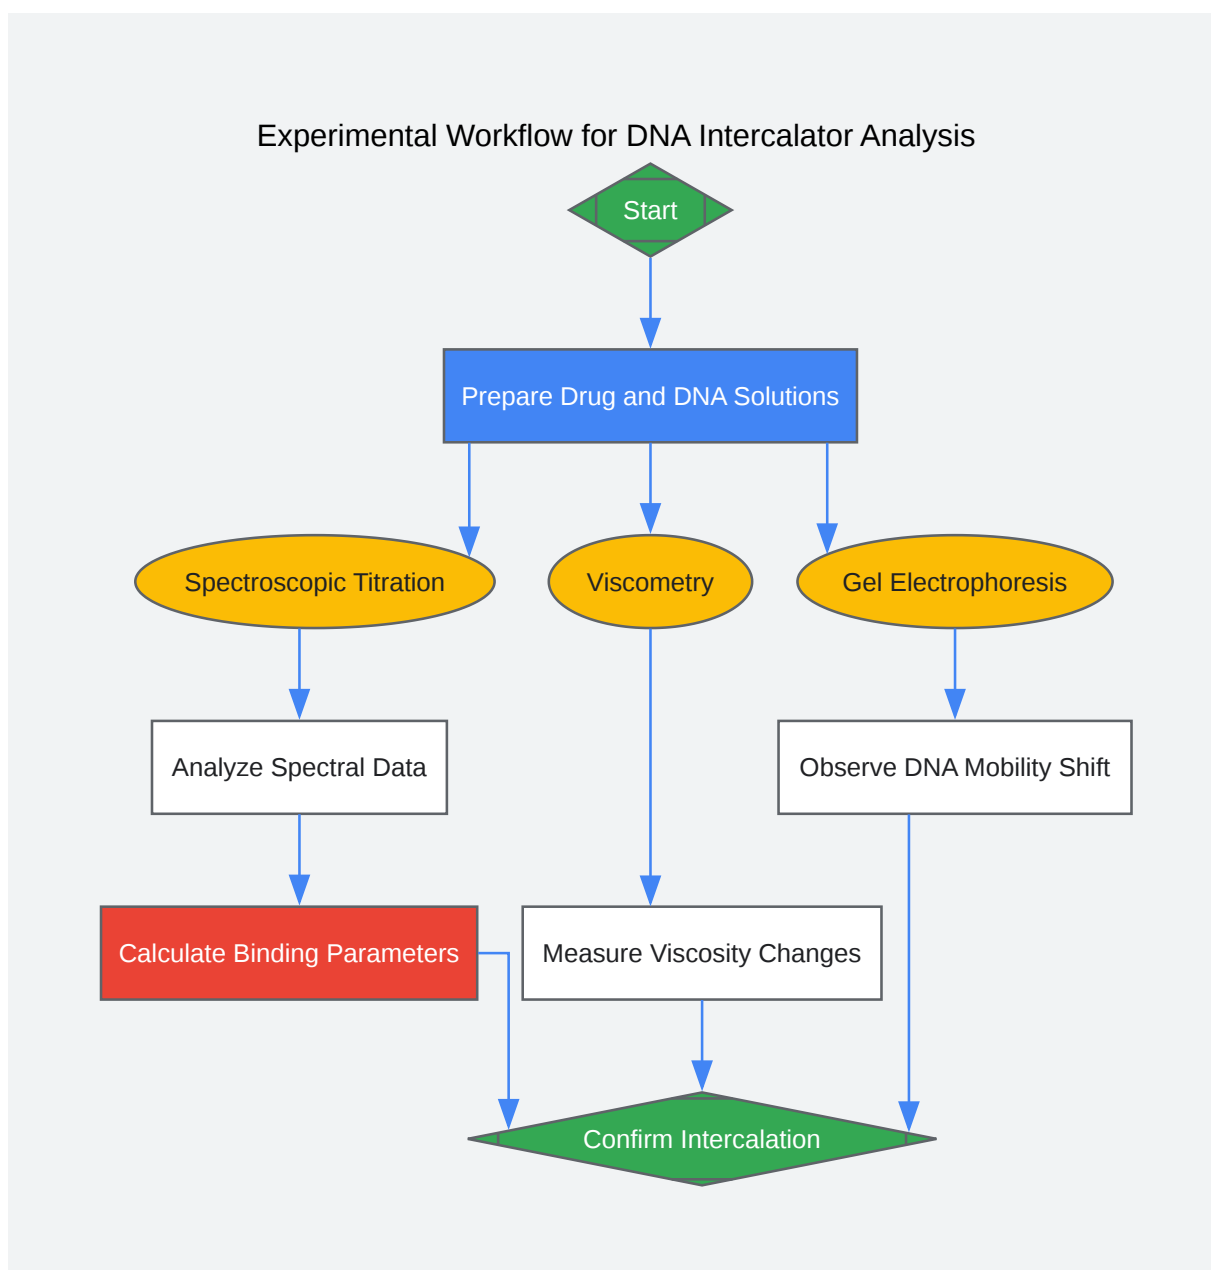 Experimental Workflow for DNA Intercalator Analysis
Start
Prepare Drug and DNA Solutions
Spectroscopic Titration
Viscometry
Gel Electrophoresis
Analyze Spectral Data
Observe DNA Mobility Shift
Calculate Binding Parameters
Measure Viscosity Changes
Confirm Intercalation